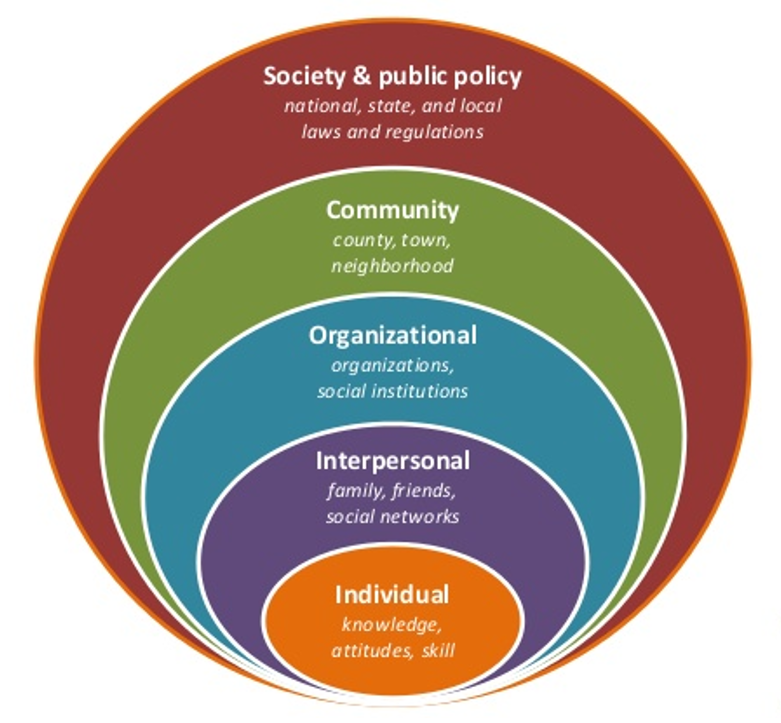 Society & public policy
national, state, and local
laws and regulations
Community
county, town,
neighborhood
Organizational
organizations,
social institutions
Interpersonal
family, friends,
social networks
Individual
knowledge,
attitudes, skill